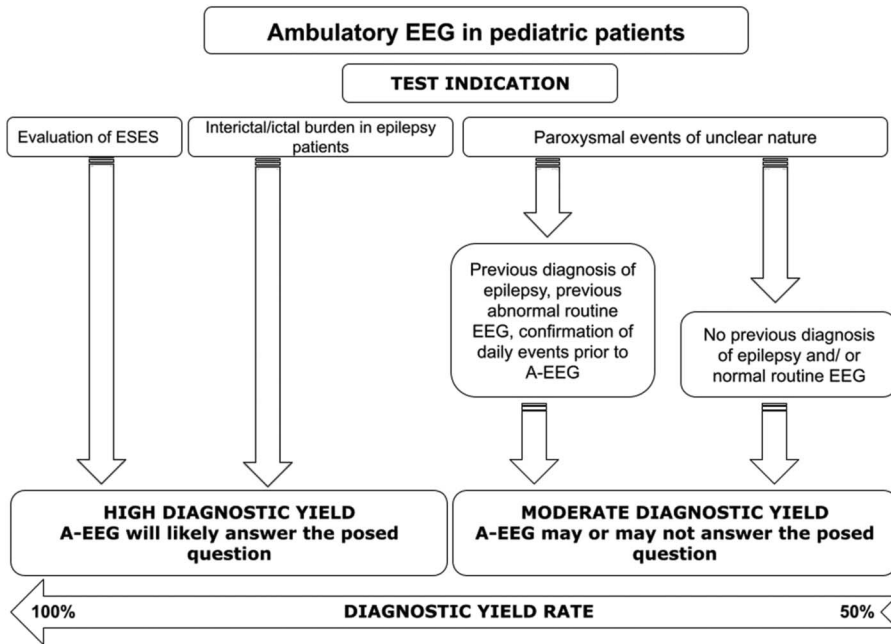 Ambulatory EEG in pediatric patients
TEST INDICATION
Evaluation of ESES
Interictal/ictal burden in epilepsy
patients
Paroxysmal events of unclear nature
Previous diagnosis of
epilepsy, previous
abnormal routine
EEG, confirmation of
daily events prior to
A-EEG
No previous diagnosis
of epilepsy and/ or
normal routine EEG
HIGH DIAGNOSTIC YIELD
A-EEG will likely answer the posed
question
MODERATE DIAGNOSTIC YIELD
A-EEG may or may not answer the posed
question
100% DIAGNOSTIC YIELD RATE 50%